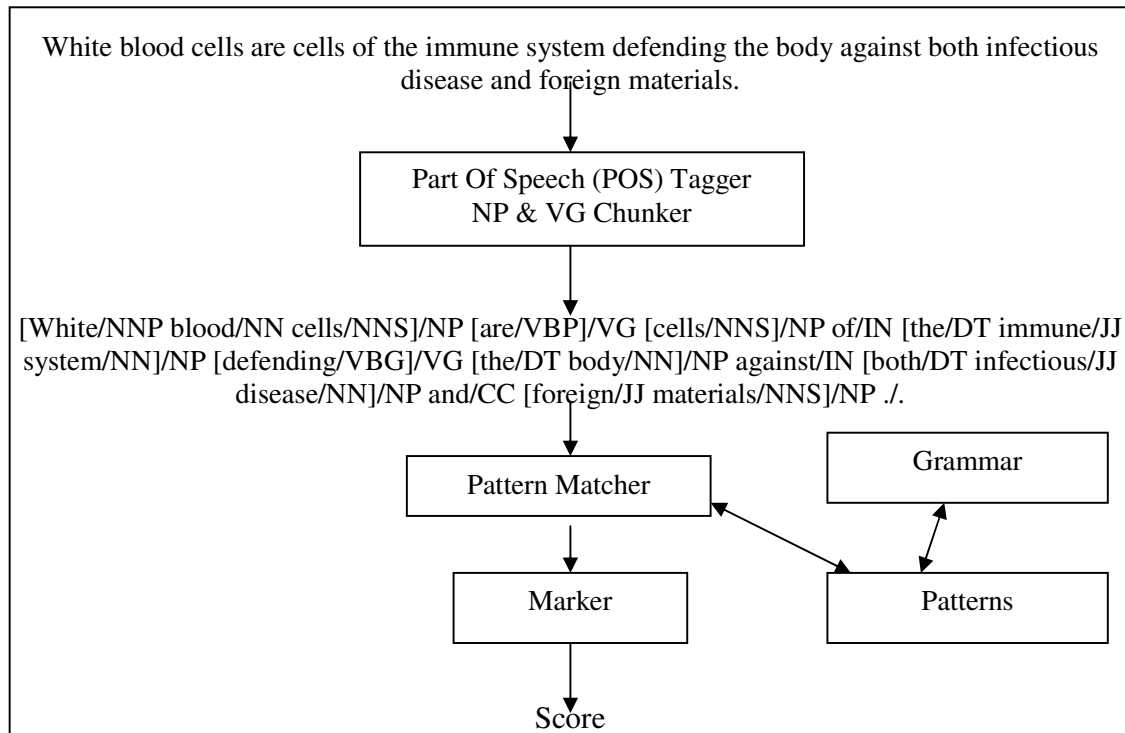 White blood cells are cells of the immune system defending the body against both infectious
disease and foreign materials.
Part Of Speech (POS) Tagger
NP & VG Chunker
[White/NNP blood/NN cells/NNS]/NP [are/VBP]/VG [cells/NNS]/NP of/IN [the/DT immune/JJ
system/NN]/NP [defending/VBG]/VG [the/DT body/NN]/NP against/IN [both/DT infectious/JJ
disease/NN]/NP and/CC [foreign/JJ materials/NNS]/NP ./.
Pattern Matcher
Grammar
Marker
Patterns
Score